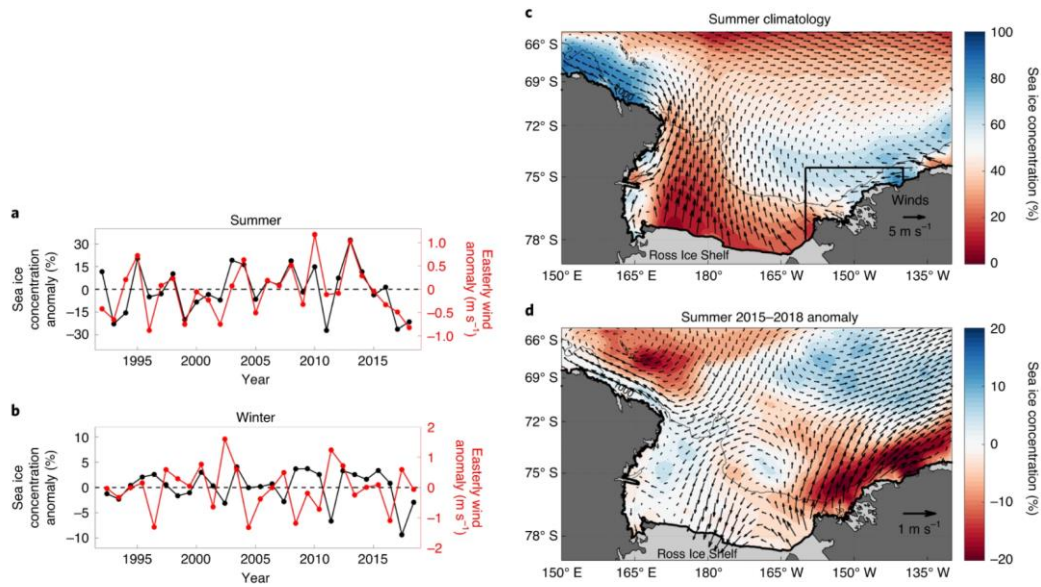 a
Summer
Sea ice
concentration
anomaly (%)
30
15
0
−15
−30
1.0
0.5
0
−0.5
−1.0
Easterly wind
anomaly (m s⁻¹)
1995 2000 2005 2010 2015
Year
b
Winter
Sea ice
concentration
anomaly (%)
10
5
0
−5
−10
2
1
0
−1
−2
Easterly wind
anomaly (m s⁻¹)
1995 2000 2005 2010 2015
Year
c
Summer climatology
66° S
69° S
72° S
75° S
78° S
1000
Winds
5 m s⁻¹
Ross Ice Shelf
150° E 165° E 180° 165° W 150° W 135° W
100
80
60
40
20
0
Sea ice concentration (%)
d
Summer 2015–2018 anomaly
66° S
69° S
72° S
75° S
78° S
1000
1 m s⁻¹
Ross Ice Shelf
150° E 165° E 180° 165° W 150° W 135° W
20
10
0
−10
−20
Sea ice concentration (%)